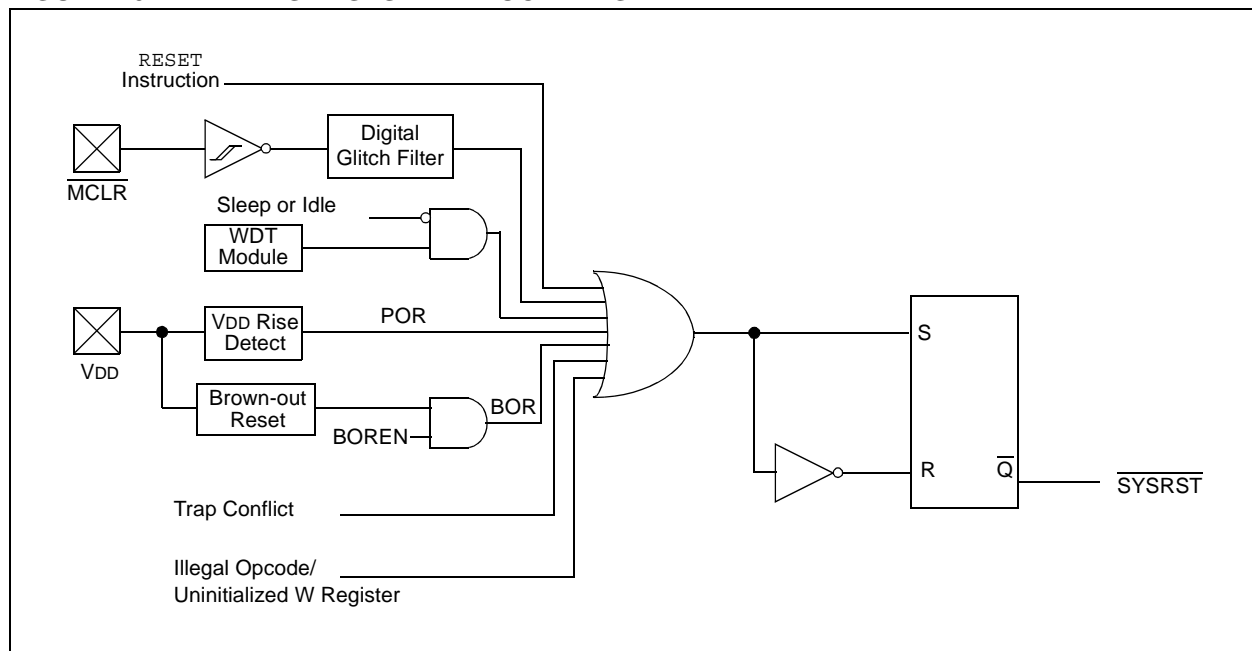 RESET
Instruction
Digital
Glitch Filter
MCLR
Sleep or Idle
WDT
Module
VDD Rise
Detect
POR
VDD
Brown-out
Reset
BOR
BOREN
S
R
Q
SYSRST
Trap Conflict
Illegal Opcode/
Uninitialized W Register